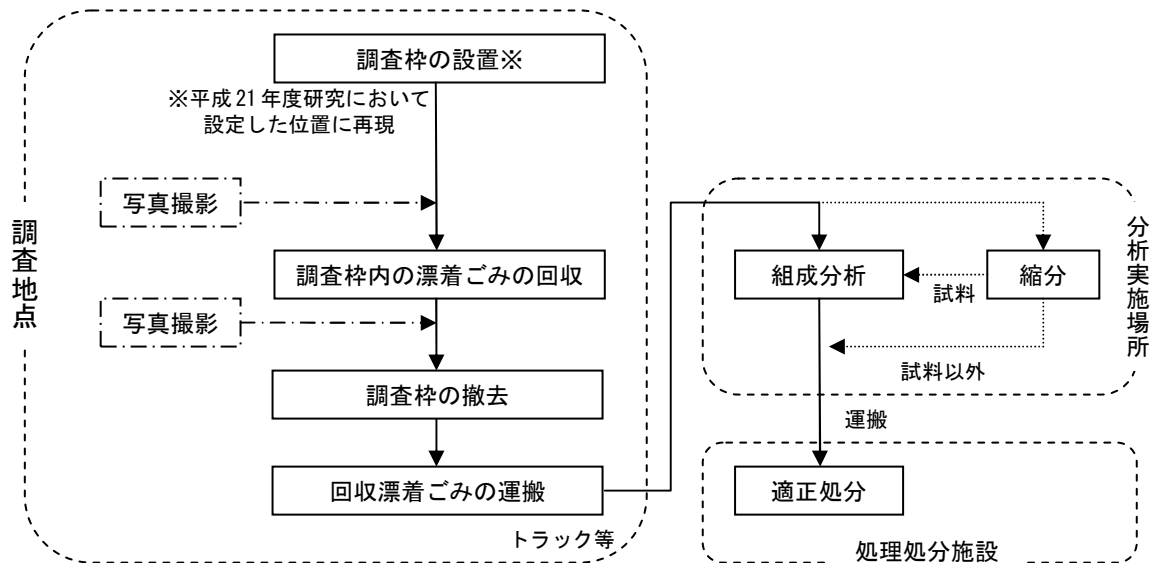 調査枠の設置※
※平成21年度研究において
設定した位置に再現
写真撮影
調査地点
調査枠内の漂着ごみの回収
写真撮影
調査枠の撤去
回収漂着ごみの運搬
トラック等
組成分析
試料
縮分
試料以外
分析実施場所
運搬
適正処分
処理処分施設